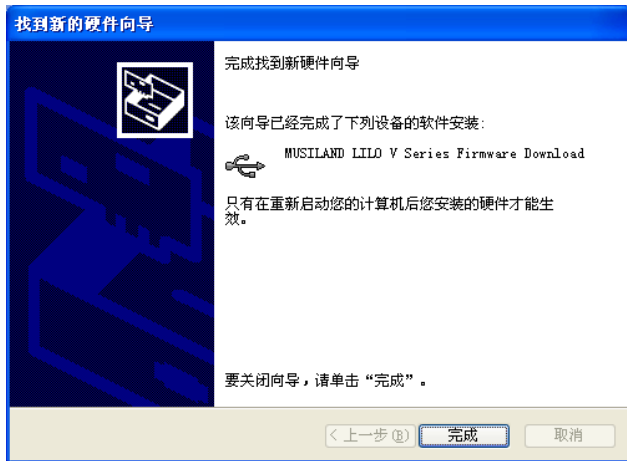 找到新的硬件向导
完成找到新硬件向导
该向导已经完成了下列设备的软件安装:
MUSILAND LILO V Series Firmware Download
只有在重新启动您的计算机后您安装的硬件才能生
效。
要关闭向导，请单击“完成”。
<上一步(B) 完成 取消